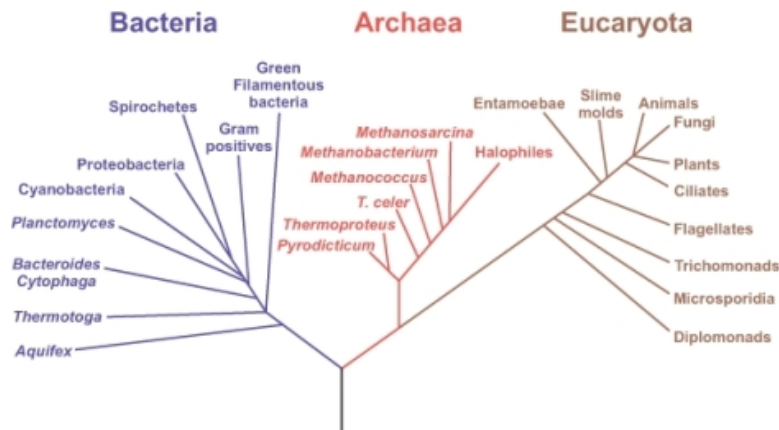 Bacteria
Archaea
Eucaryota
Green
Filamentous
bacteria
Spirochetes
Gram
positives
Proteobacteria
Cyanobacteria
Planctomyces
Bacteroides
Cytophaga
Thermotoga
Aquifex
Methanosarcina
Methanobacterium
Halophiles
Methanococcus
T. celer
Thermoproteus
Pyrodicticum
Entamoebae
Slime
molds
Animals
Fungi
Plants
Ciliates
Flagellates
Trichomonads
Microsporidia
Diplomonads